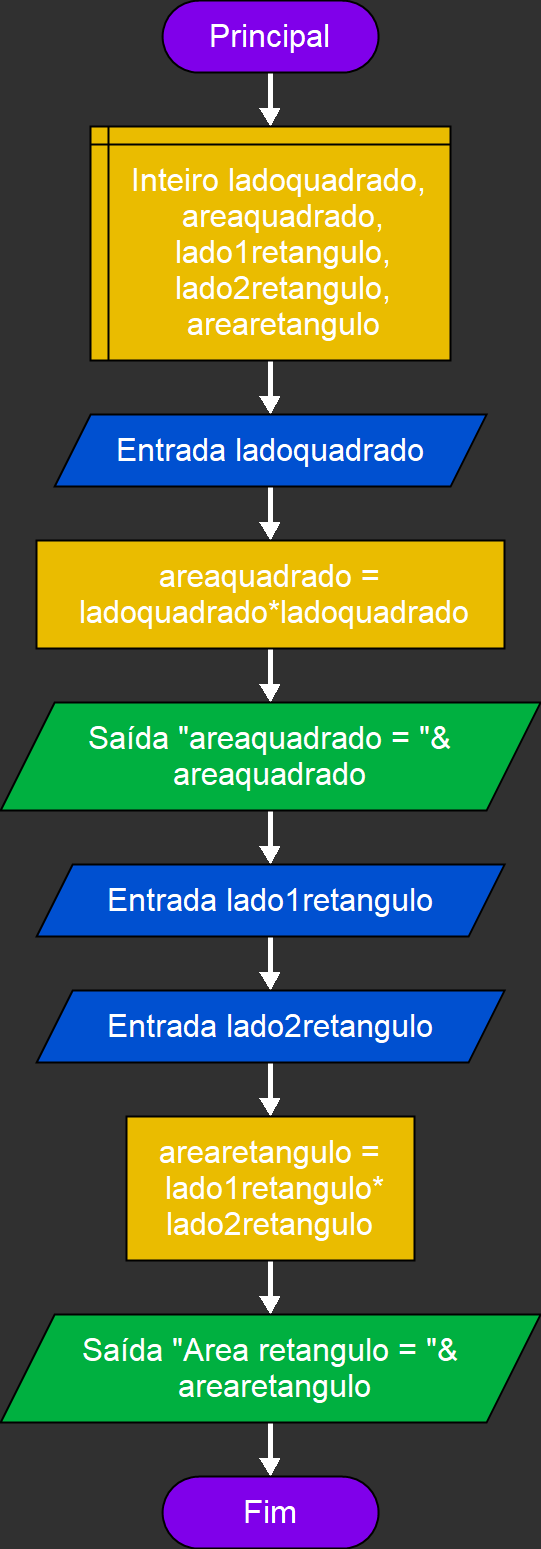 Principal
Inteiro ladoquadrado,
areaquadrado,
lado1retangulo,
lado2retangulo,
arearetangulo
Entrada ladoquadrado
areaquadrado =
ladoquadrado*ladoquadrado
Saída "areaquadrado = "&
areaquadrado
Entrada lado1retangulo
Entrada lado2retangulo
arearetangulo =
lado1retangulo*
lado2retangulo
Saída "Area retangulo = "&
arearetangulo
Fim